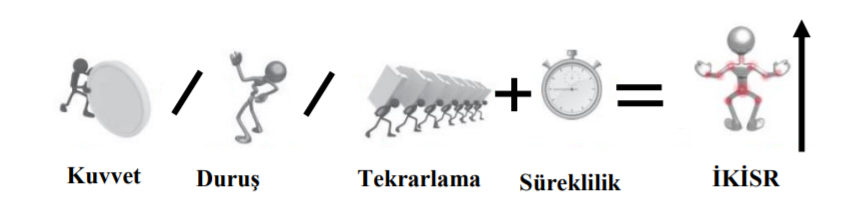 / / + =
Kuvvet Duruş Tekrarlama Süreklilik İKİSR